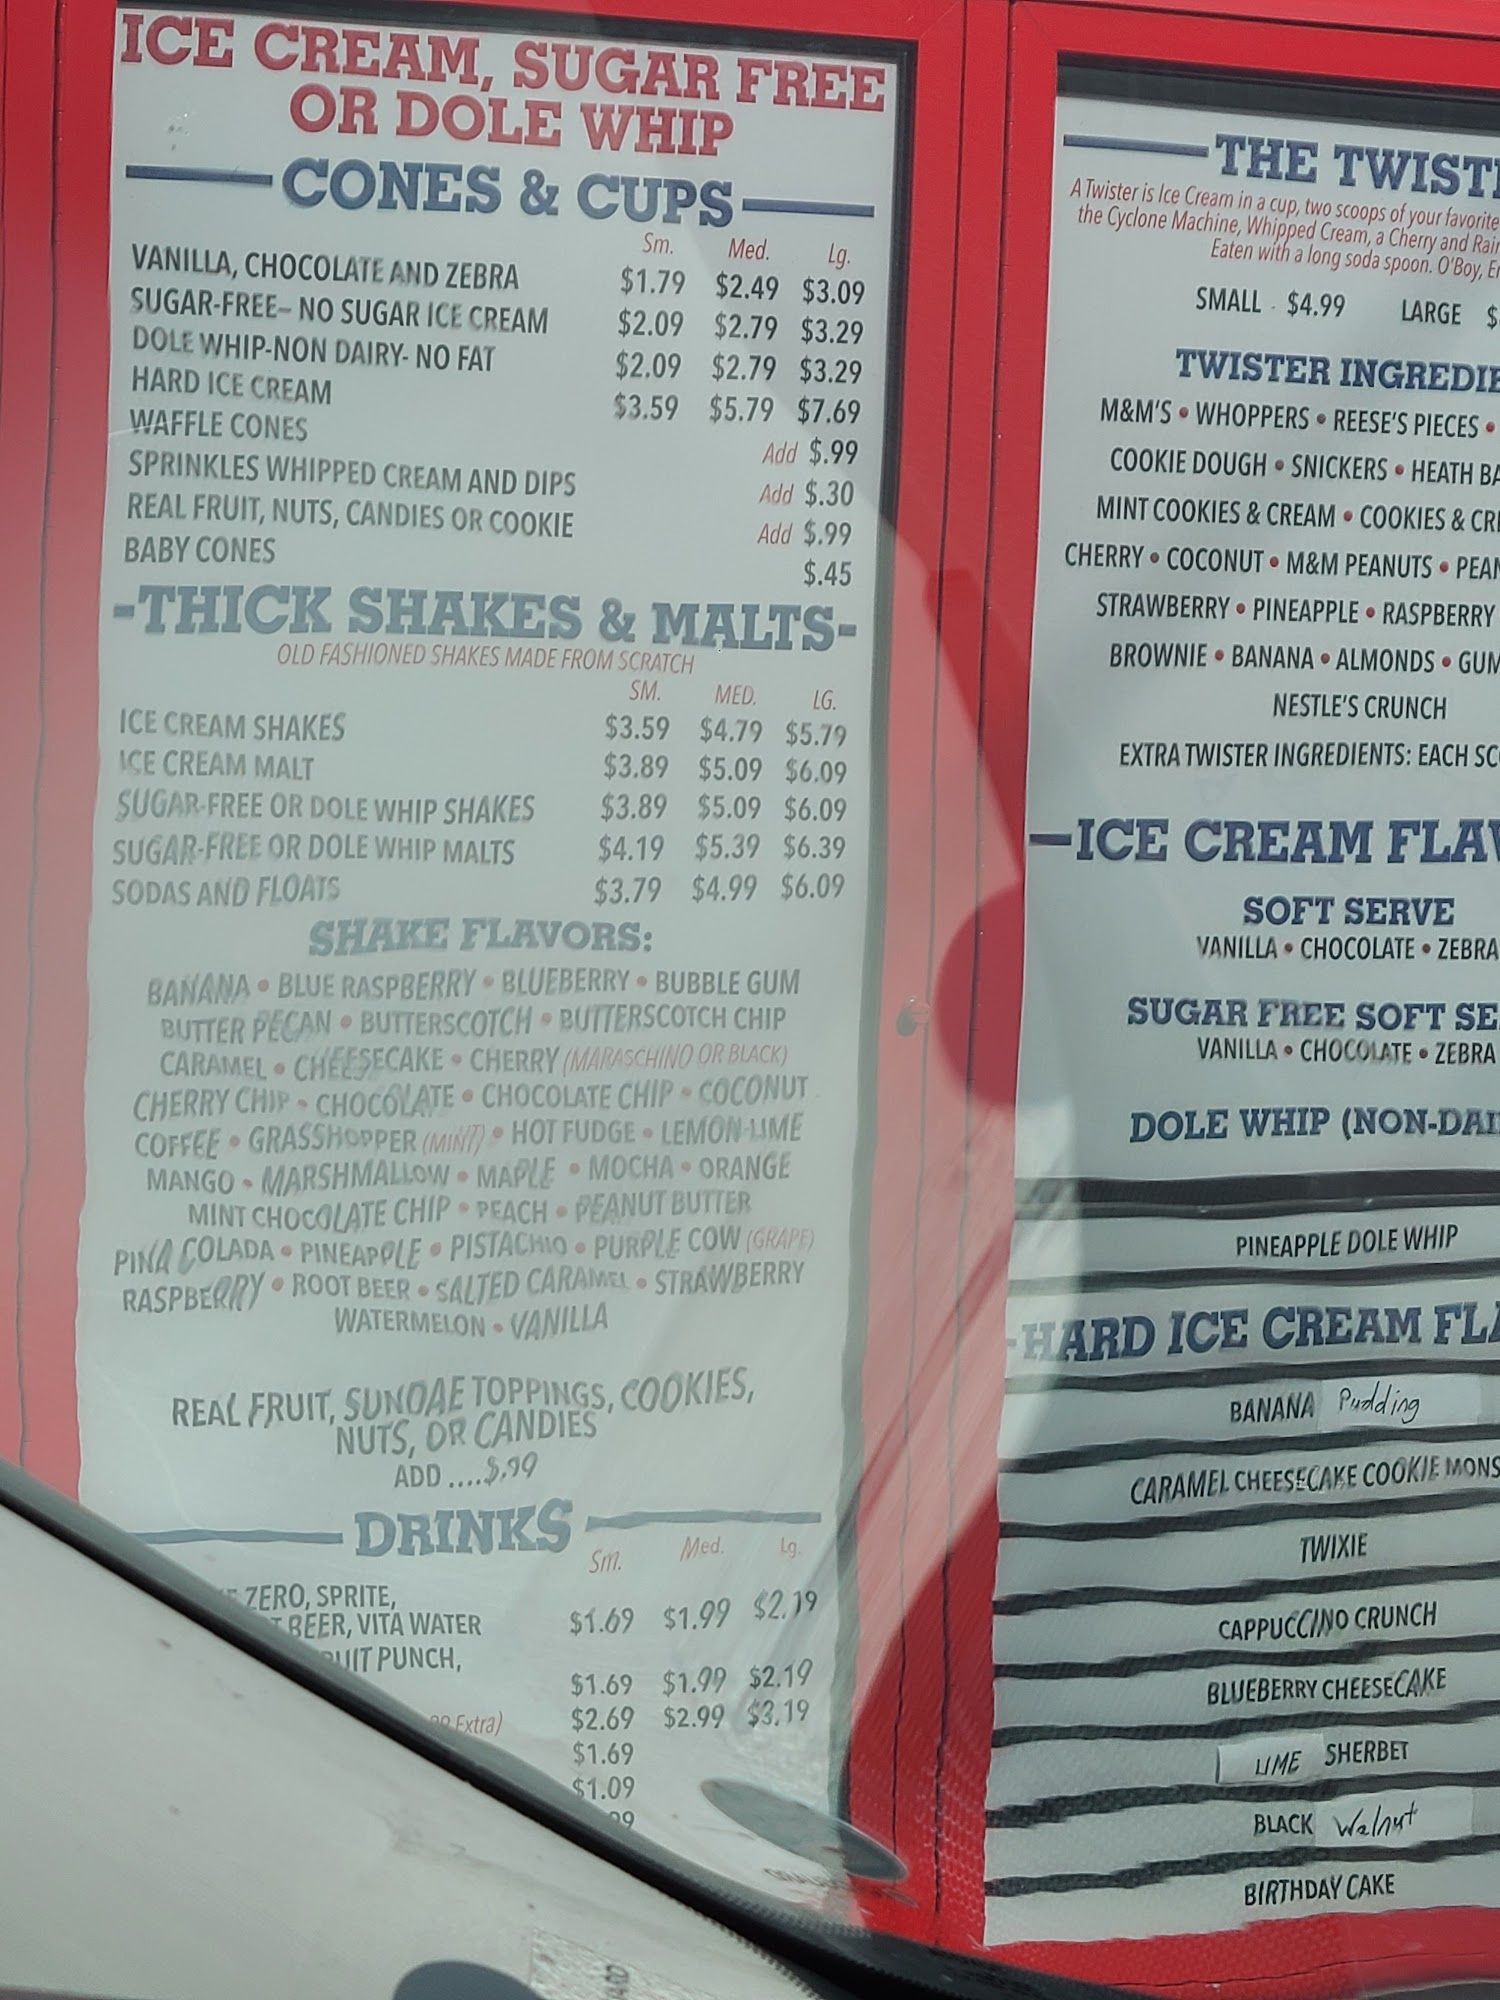 ICE CREAM, SUGAR FREE
OR DOLE WHIP
CONES & CUPS
Sm. Med. Lg.
VANILLA, CHOCOLATE AND ZEBRA $1.79 $2.49 $3.09
SUGAR-FREE– NO SUGAR ICE CREAM $2.09 $2.79 $3.29
DOLE WHIP-NON DAIRY- NO FAT $2.09 $2.79 $3.29
HARD ICE CREAM $3.59 $5.79 $7.69
WAFFLE CONES Add $.99
SPRINKLES WHIPPED CREAM AND DIPS Add $.30
REAL FRUIT, NUTS, CANDIES OR COOKIE Add $.99
BABY CONES $.45
-THICK SHAKES & MALTS-
OLD FASHIONED SHAKES MADE FROM SCRATCH
SM. MED. LG.
ICE CREAM SHAKES $3.59 $4.79 $5.79
ICE CREAM MALT $3.89 $5.09 $6.09
SUGAR-FREE OR DOLE WHIP SHAKES $3.89 $5.09 $6.09
SUGAR-FREE OR DOLE WHIP MALTS $4.19 $5.39 $6.39
SODAS AND FLOATS $3.79 $4.99 $6.09
SHAKE FLAVORS:
BANANA • BLUE RASPBERRY • BLUEBERRY • BUBBLE GUM
BUTTER PECAN • BUTTERSCOTCH • BUTTERSCOTCH CHIP
CARAMEL • CHEESECAKE • CHERRY (MARASCHINO OR BLACK)
CHERRY CHIP • CHOCOLATE • CHOCOLATE CHIP • COCONUT
COFFEE • GRASSHOPPER (MINT) • HOT FUDGE • LEMON-LIME
MANGO • MARSHMALLOW • MAPLE • MOCHA • ORANGE
MINT CHOCOLATE CHIP • PEACH • PEANUT BUTTER
PINA COLADA • PINEAPPLE • PISTACHIO • PURPLE COW (GRAPE)
RASPBERRY • ROOT BEER • SALTED CARAMEL • STRAWBERRY
WATERMELON • VANILLA
REAL FRUIT, SUNDAE TOPPINGS, COOKIES,
NUTS, OR CANDIES
ADD ....$.99
DRINKS
Sm. Med. Lg.
ZERO, SPRITE,
BEER, VITA WATER $1.69 $1.99 $2.19
PUNCH,
$1.69 $1.99 $2.19
Extra) $2.69 $2.99 $3.19
$1.69
$1.09
99
THE TWIST
A Twister is Ice Cream in a cup, two scoops of your favorite
the Cyclone Machine, Whipped Cream, a Cherry and Rai
Eaten with a long soda spoon. O'Boy, E
SMALL $4.99 LARGE $
TWISTER INGREDIE
M&M'S • WHOPPERS • REESE'S PIECES •
COOKIE DOUGH • SNICKERS • HEATH BA
MINT COOKIES & CREAM • COOKIES & CR
CHERRY • COCONUT • M&M PEANUTS • PEAN
STRAWBERRY • PINEAPPLE • RASPBERRY
BROWNIE • BANANA • ALMONDS • GUM
NESTLE'S CRUNCH
EXTRA TWISTER INGREDIENTS: EACH SC
ICE CREAM FLAV
SOFT SERVE
VANILLA • CHOCOLATE • ZEBRA
SUGAR FREE SOFT SE
VANILLA • CHOCOLATE • ZEBRA
DOLE WHIP (NON-DAI
PINEAPPLE DOLE WHIP
-HARD ICE CREAM FLA
BANANA Pudding
CARAMEL CHEESECAKE COOKIE MONS
TWIXIE
CAPPUCCINO CRUNCH
BLUEBERRY CHEESECAKE
LIME SHERBET
BLACK Walnut
BIRTHDAY CAKE